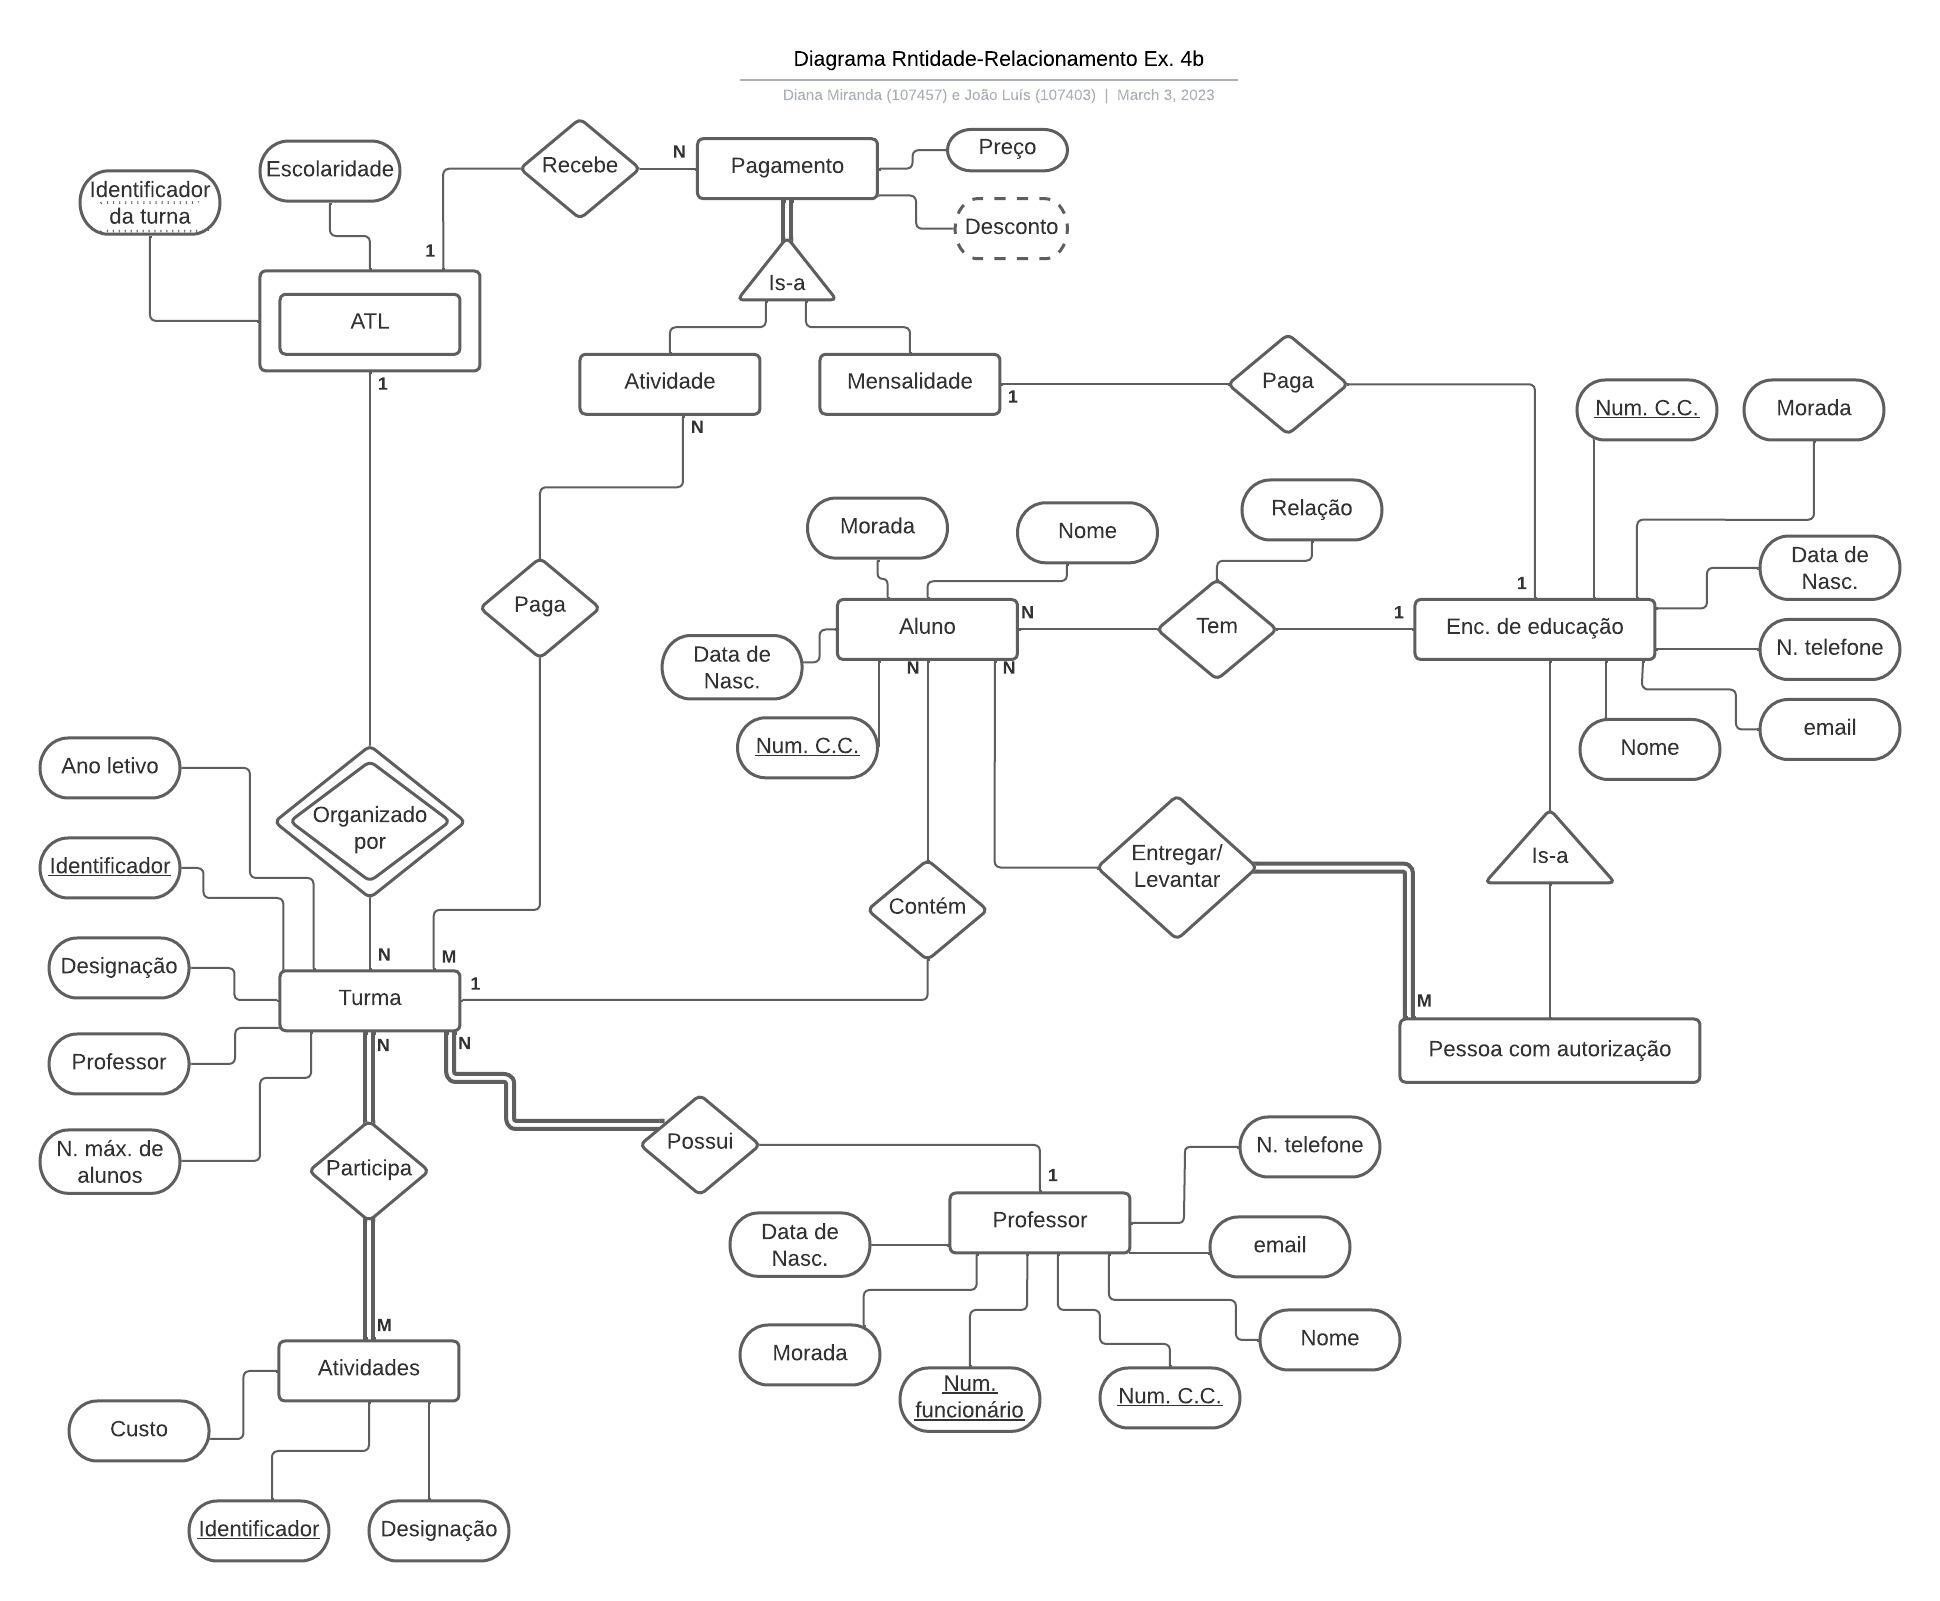 Diagrama Rntidade-Relacionamento Ex. 4b
Diana Miranda (107457) e João Luís (107403) | March 3, 2023
Recebe
N
Pagamento
Preço
Escolaridade
Identificador
da turna
Desconto
1
Is-a
ATL
1
Atividade
Mensalidade
1
Paga
N
Num. C.C.
Morada
Morada
Nome
Relação
Data de
Nasc.
Paga
1
Aluno
N
Tem
1
Enc. de educação
N. telefone
N
N
Data de
Nasc.
Num. C.C.
Nome
email
Ano letivo
Organizado
por
Entregar/
Levantar
Is-a
Identificador
Contém
N
M
Designação
1
Turma
M
N
N
Pessoa com autorização
Professor
N. máx. de
alunos
Participa
Possui
1
N. telefone
Professor
Data de
Nasc.
email
M
Atividades
Morada
Nome
Num.
funcionário
Num. C.C.
Custo
Identificador
Designação